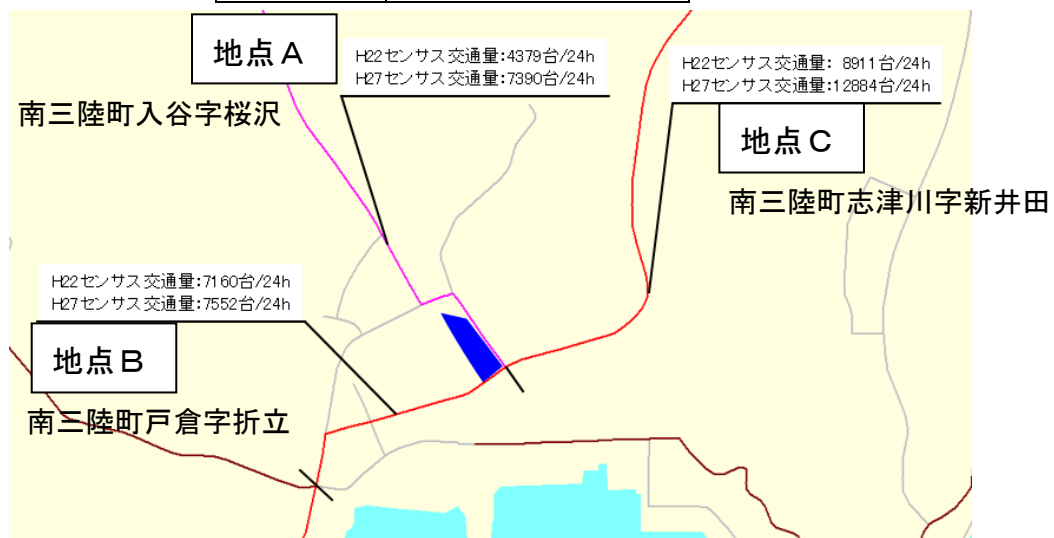 地点A
H22センサス交通量:4379台/24h
H27センサス交通量:7390台/24h
南三陸町入谷字桜沢
H22センサス交通量: 8911台/24h
H27センサス交通量:12884台/24h
地点C
南三陸町志津川字新井田
H22センサス交通量:7160台/24h
H27センサス交通量:7552台/24h
地点B
南三陸町戸倉字折立